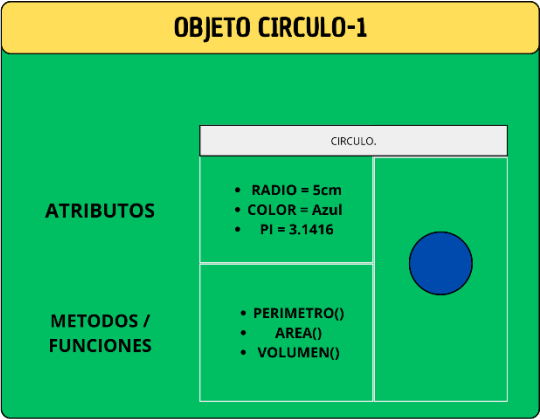 OBJETO CIRCULO-1
CIRCULO.
ATRIBUTOS
• RADIO = 5cm
• COLOR = Azul
• PI = 3.1416
METODOS /
FUNCIONES
• PERIMETRO()
• AREA()
• VOLUMEN()